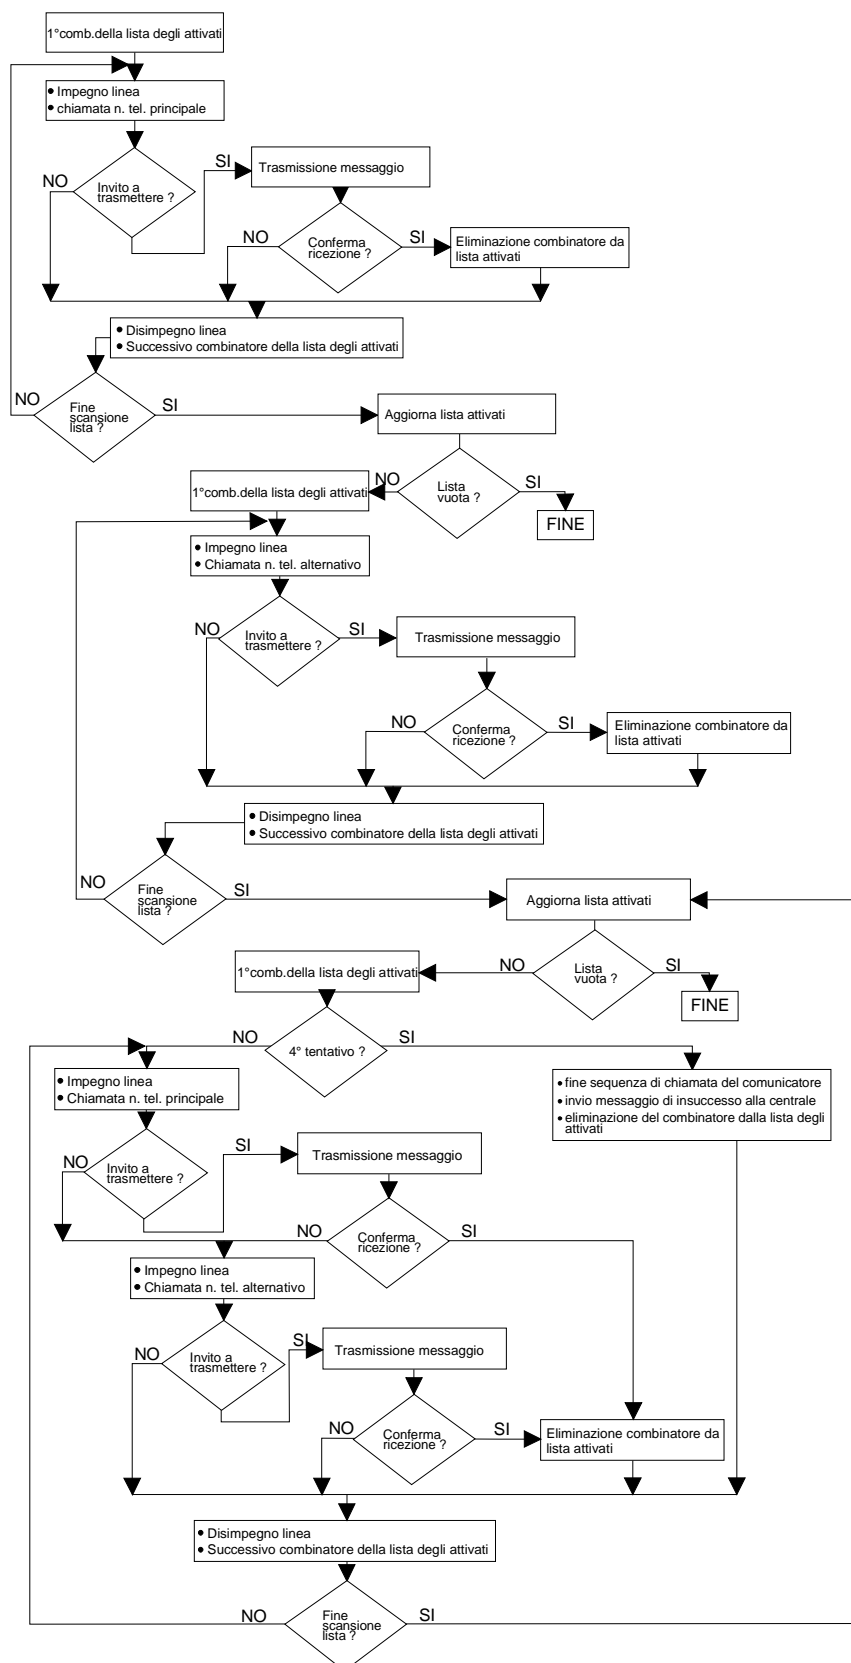 1°comb.della lista degli attivati
• Impegno linea
• chiamata n. tel. principale
Invito a
trasmettere ?
NO
SI
Trasmissione messaggio
Conferma
ricezione ?
NO
SI
Eliminazione combinatore da
lista attivati
• Disimpegno linea
• Successivo combinatore della lista degli attivati
NO
Fine
scansione
lista ?
SI
Aggiorna lista attivati
Lista
vuota ?
NO
SI
FINE
1°comb.della lista degli attivati
• Impegno linea
• Chiamata n. tel. alternativo
NO
Invito a
trasmettere ?
SI
Trasmissione messaggio
NO
Conferma
ricezione ?
SI
Eliminazione combinatore da
lista attivati
• Disimpegno linea
• Successivo combinatore della lista degli attivati
NO
Fine
scansione
lista ?
SI
Aggiorna lista attivati
NO
Lista
vuota ?
SI
FINE
1°comb.della lista degli attivati
NO
4° tentativo ?
SI
• Impegno linea
• Chiamata n. tel. principale
• fine sequenza di chiamata del comunicatore
• invio messaggio di insuccesso alla centrale
• eliminazione del combinatore dalla lista degli
attivati
NO
Invito a
trasmettere ?
SI
Trasmissione messaggio
NO
Conferma
ricezione ?
SI
• Impegno linea
• Chiamata n. tel. alternativo
NO
Invito a
trasmettere ?
SI
Trasmissione messaggio
NO
Conferma
ricezione ?
SI
Eliminazione combinatore da
lista attivati
• Disimpegno linea
• Successivo combinatore della lista degli attivati
NO
Fine
scansione
lista ?
SI